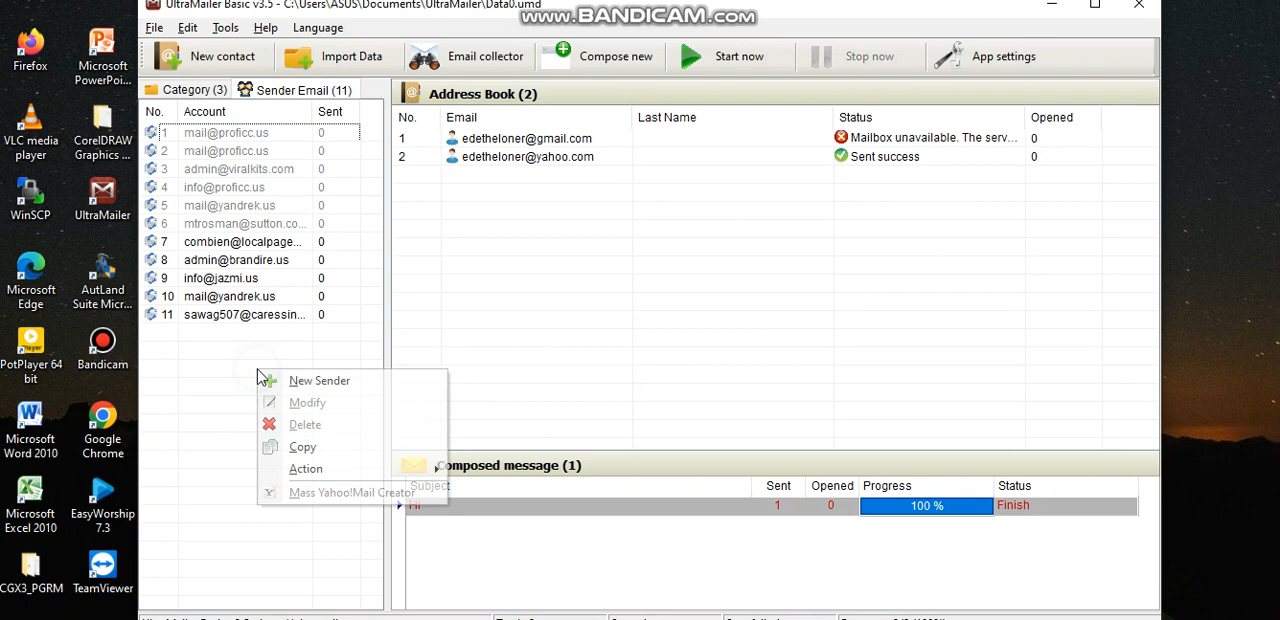 www.BANDICAM.com
UltraMailer Basic v3.5 - C:\Users\ASUS\Documents\UltraMailer\Data0.umd
File Edit Tools Help Language
New contact Import Data Email collector Compose new Start now Stop now App settings
Category (3) Sender Email (11)
No. Account Sent
1 mail@proficc.us 0
2 mail@proficc.us 0
3 admin@viralkits.com 0
4 info@proficc.us 0
5 mail@yandrek.us 0
6 mtrosman@sutton.co... 0
7 combien@localpage... 0
8 admin@brandire.us 0
9 info@jazmi.us 0
10 mail@yandrek.us 0
11 sawag507@caressin... 0
New Sender
Modify
Delete
Copy
Action
Mass Yahoo!Mail Creator
Address Book (2)
No. Email Last Name Status Opened
1 edetheloner@gmail.com Mailbox unavailable. The serv... 0
2 edetheloner@yahoo.com Sent success 0
Composed message (1)
Subject Sent Opened Progress Status
Hi 1 0 100 % Finish
Firefox
Microsoft
PowerPoi...
VLC media
player
CorelDRAW
Graphics ...
WinSCP
UltraMailer
Microsoft
Edge
AutLand
Suite Micr...
PotPlayer 64
bit
Bandicam
Microsoft
Word 2010
Google
Chrome
Microsoft
Excel 2010
EasyWorship
7.3
CGX3_PGRM
TeamViewer